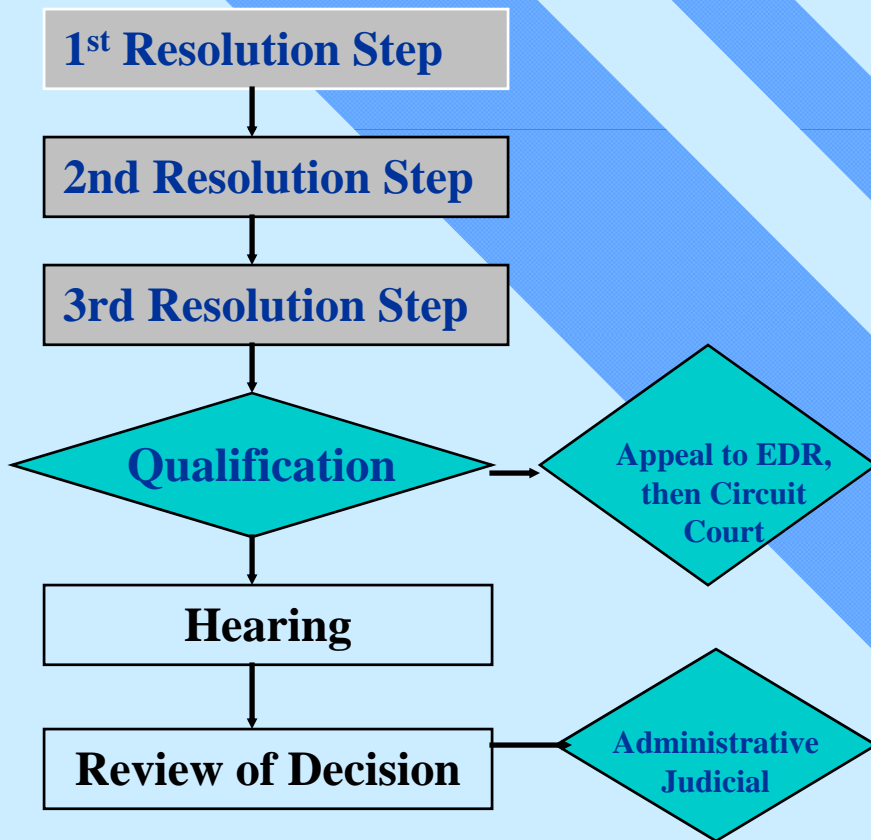 1st Resolution Step
2nd Resolution Step
3rd Resolution Step
Qualification
Appeal to EDR,
then Circuit
Court
Hearing
Review of Decision
Administrative
Judicial